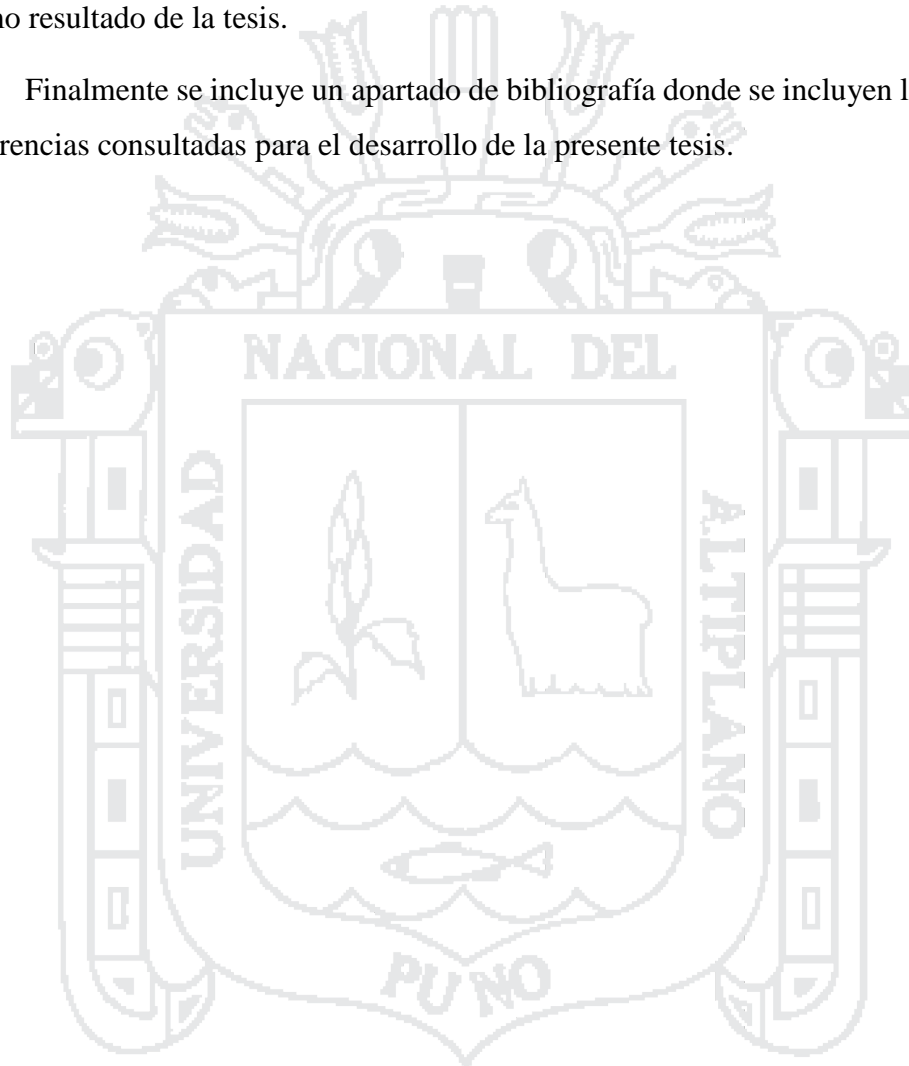 no resultado de la tesis.
Finalmente se incluye un apartado de bibliografía donde se incluyen l
rencias consultadas para el desarrollo de la presente tesis.
NACIONAL DEL
UNIVERSIDAD
ALTIPLANO
PUNO